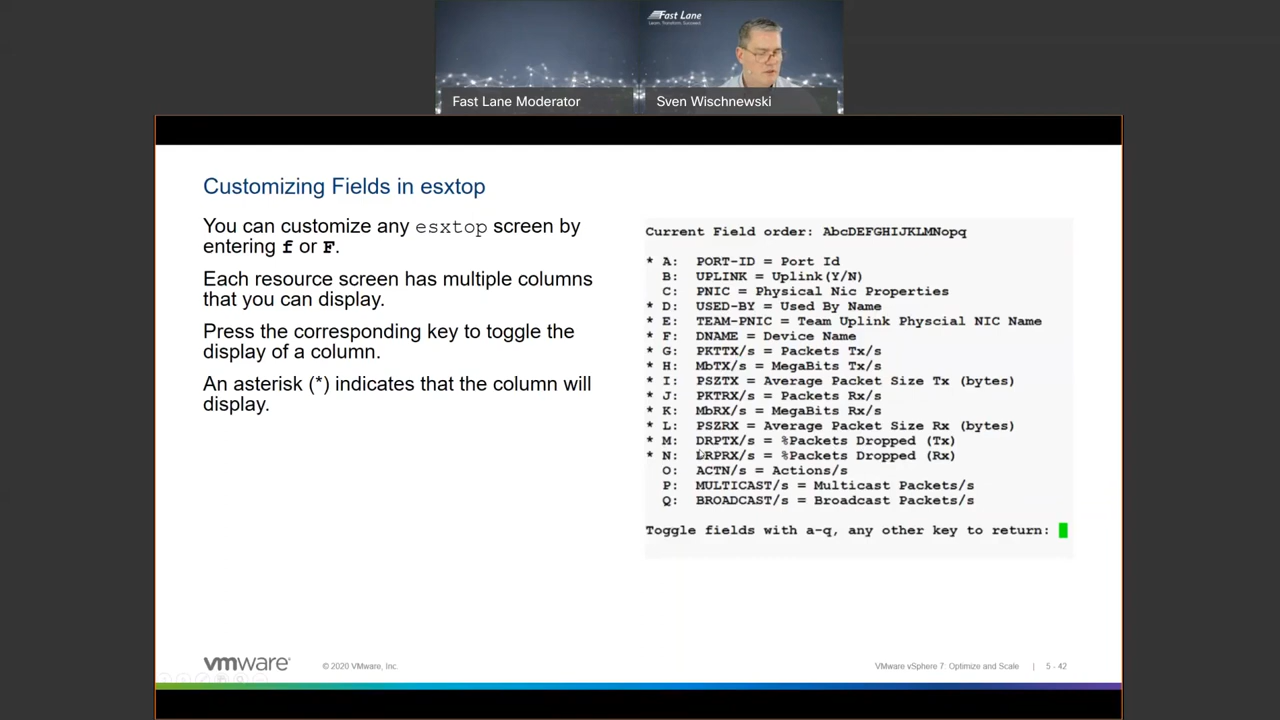 Fast Lane
Learn. Transform. Succeed.
Fast Lane Moderator
Sven Wischnewski
Customizing Fields in esxtop
You can customize any esxtop screen by
entering f or F.
Each resource screen has multiple columns
that you can display.
Press the corresponding key to toggle the
display of a column.
An asterisk (*) indicates that the column will
display.
Current Field order: AbcDEFGHIJKLMNopq
* A: PORT-ID = Port Id
B: UPLINK = Uplink(Y/N)
C: PNIC = Physical Nic Properties
* D: USED-BY = Used By Name
* E: TEAM-PNIC = Team Uplink Physcial NIC Name
* F: DNAME = Device Name
* G: PKTTX/s = Packets Tx/s
* H: MbTX/s = MegaBits Tx/s
* I: PSZTX = Average Packet Size Tx (bytes)
* J: PKTRX/s = Packets Rx/s
* K: MbRX/s = MegaBits Rx/s
* L: PSZRX = Average Packet Size Rx (bytes)
* M: DRPTX/s = %Packets Dropped (Tx)
* N: DRPRX/s = %Packets Dropped (Rx)
O: ACTN/s = Actions/s
P: MULTICAST/s = Multicast Packets/s
Q: BROADCAST/s = Broadcast Packets/s
Toggle fields with a-q, any other key to return:
vmware®
© 2020 VMware, Inc.
VMware vSphere 7: Optimize and Scale | 5 - 42